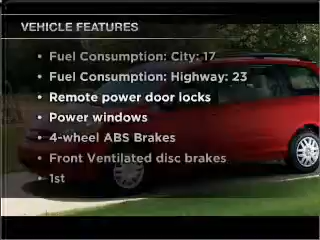 VEHICLE FEATURES
• Fuel Consumption: City: 17
• Fuel Consumption: Highway: 23
• Remote power door locks
• Power windows
• 4-wheel ABS Brakes
• Front Ventilated disc brakes
• 1st